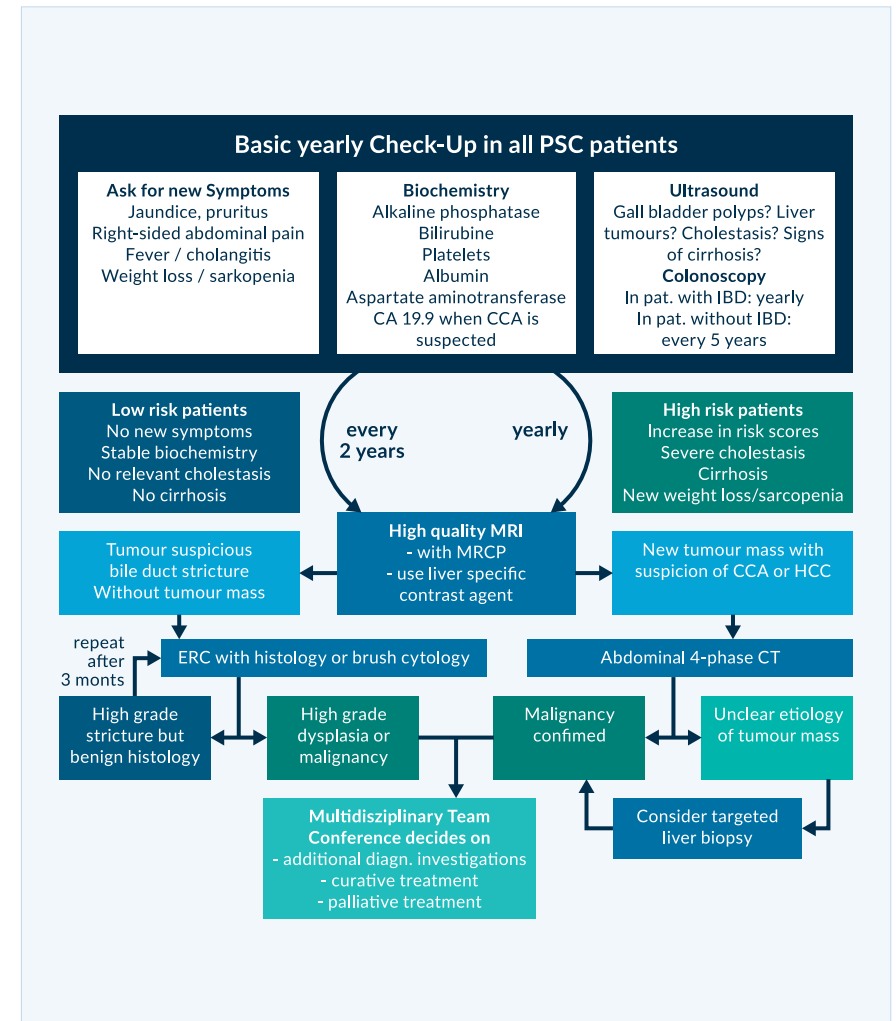 Basic yearly Check-Up in all PSC patients
Ask for new Symptoms
Jaundice, pruritus
Right-sided abdominal pain
Fever / cholangitis
Weight loss / sarkopenia
Biochemistry
Alkaline phosphatase
Bilirubine
Platelets
Albumin
Aspartate aminotransferase
CA 19.9 when CCA is
suspected
Ultrasound
Gall bladder polyps? Liver
tumours? Cholestasis? Signs
of cirrhosis?
Colonoscopy
In pat. with IBD: yearly
In pat. without IBD:
every 5 years
Low risk patients
No new symptoms
Stable biochemistry
No relevant cholestasis
No cirrhosis
every
2 years
yearly
High risk patients
Increase in risk scores
Severe cholestasis
Cirrhosis
New weight loss/sarcopenia
High quality MRI
- with MRCP
- use liver specific
contrast agent
Tumour suspicious
bile duct stricture
Without tumour mass
New tumour mass with
suspicion of CCA or HCC
repeat
after
3 monts
ERC with histology or brush cytology
Abdominal 4-phase CT
High grade
stricture but
benign histology
High grade
dysplasia or
malignancy
Malignancy
confimed
Unclear etiology
of tumour mass
Multidisziplinary Team
Conference decides on
- additional diagn. investigations
- curative treatment
- palliative treatment
Consider targeted
liver biopsy